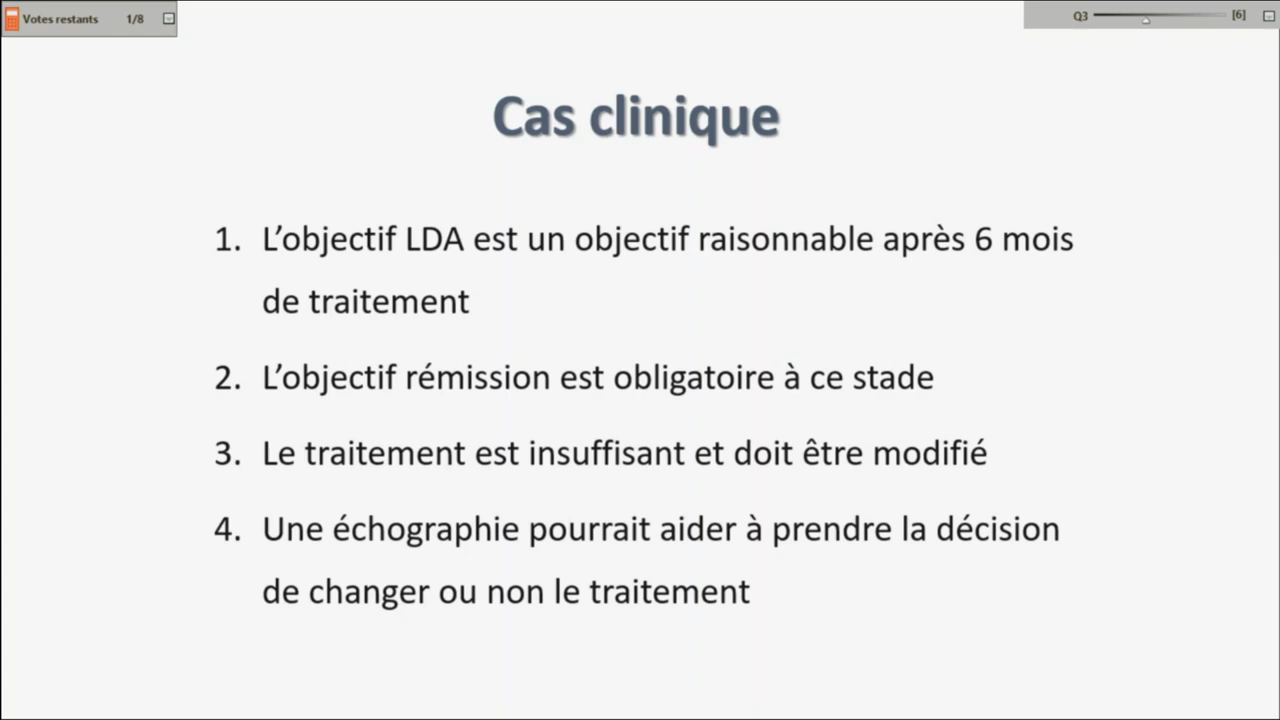 Votes restants 1/8
Q3 [6]
Cas clinique
1. L’objectif LDA est un objectif raisonnable après 6 mois
de traitement
2. L’objectif rémission est obligatoire à ce stade
3. Le traitement est insuffisant et doit être modifié
4. Une échographie pourrait aider à prendre la décision
de changer ou non le traitement